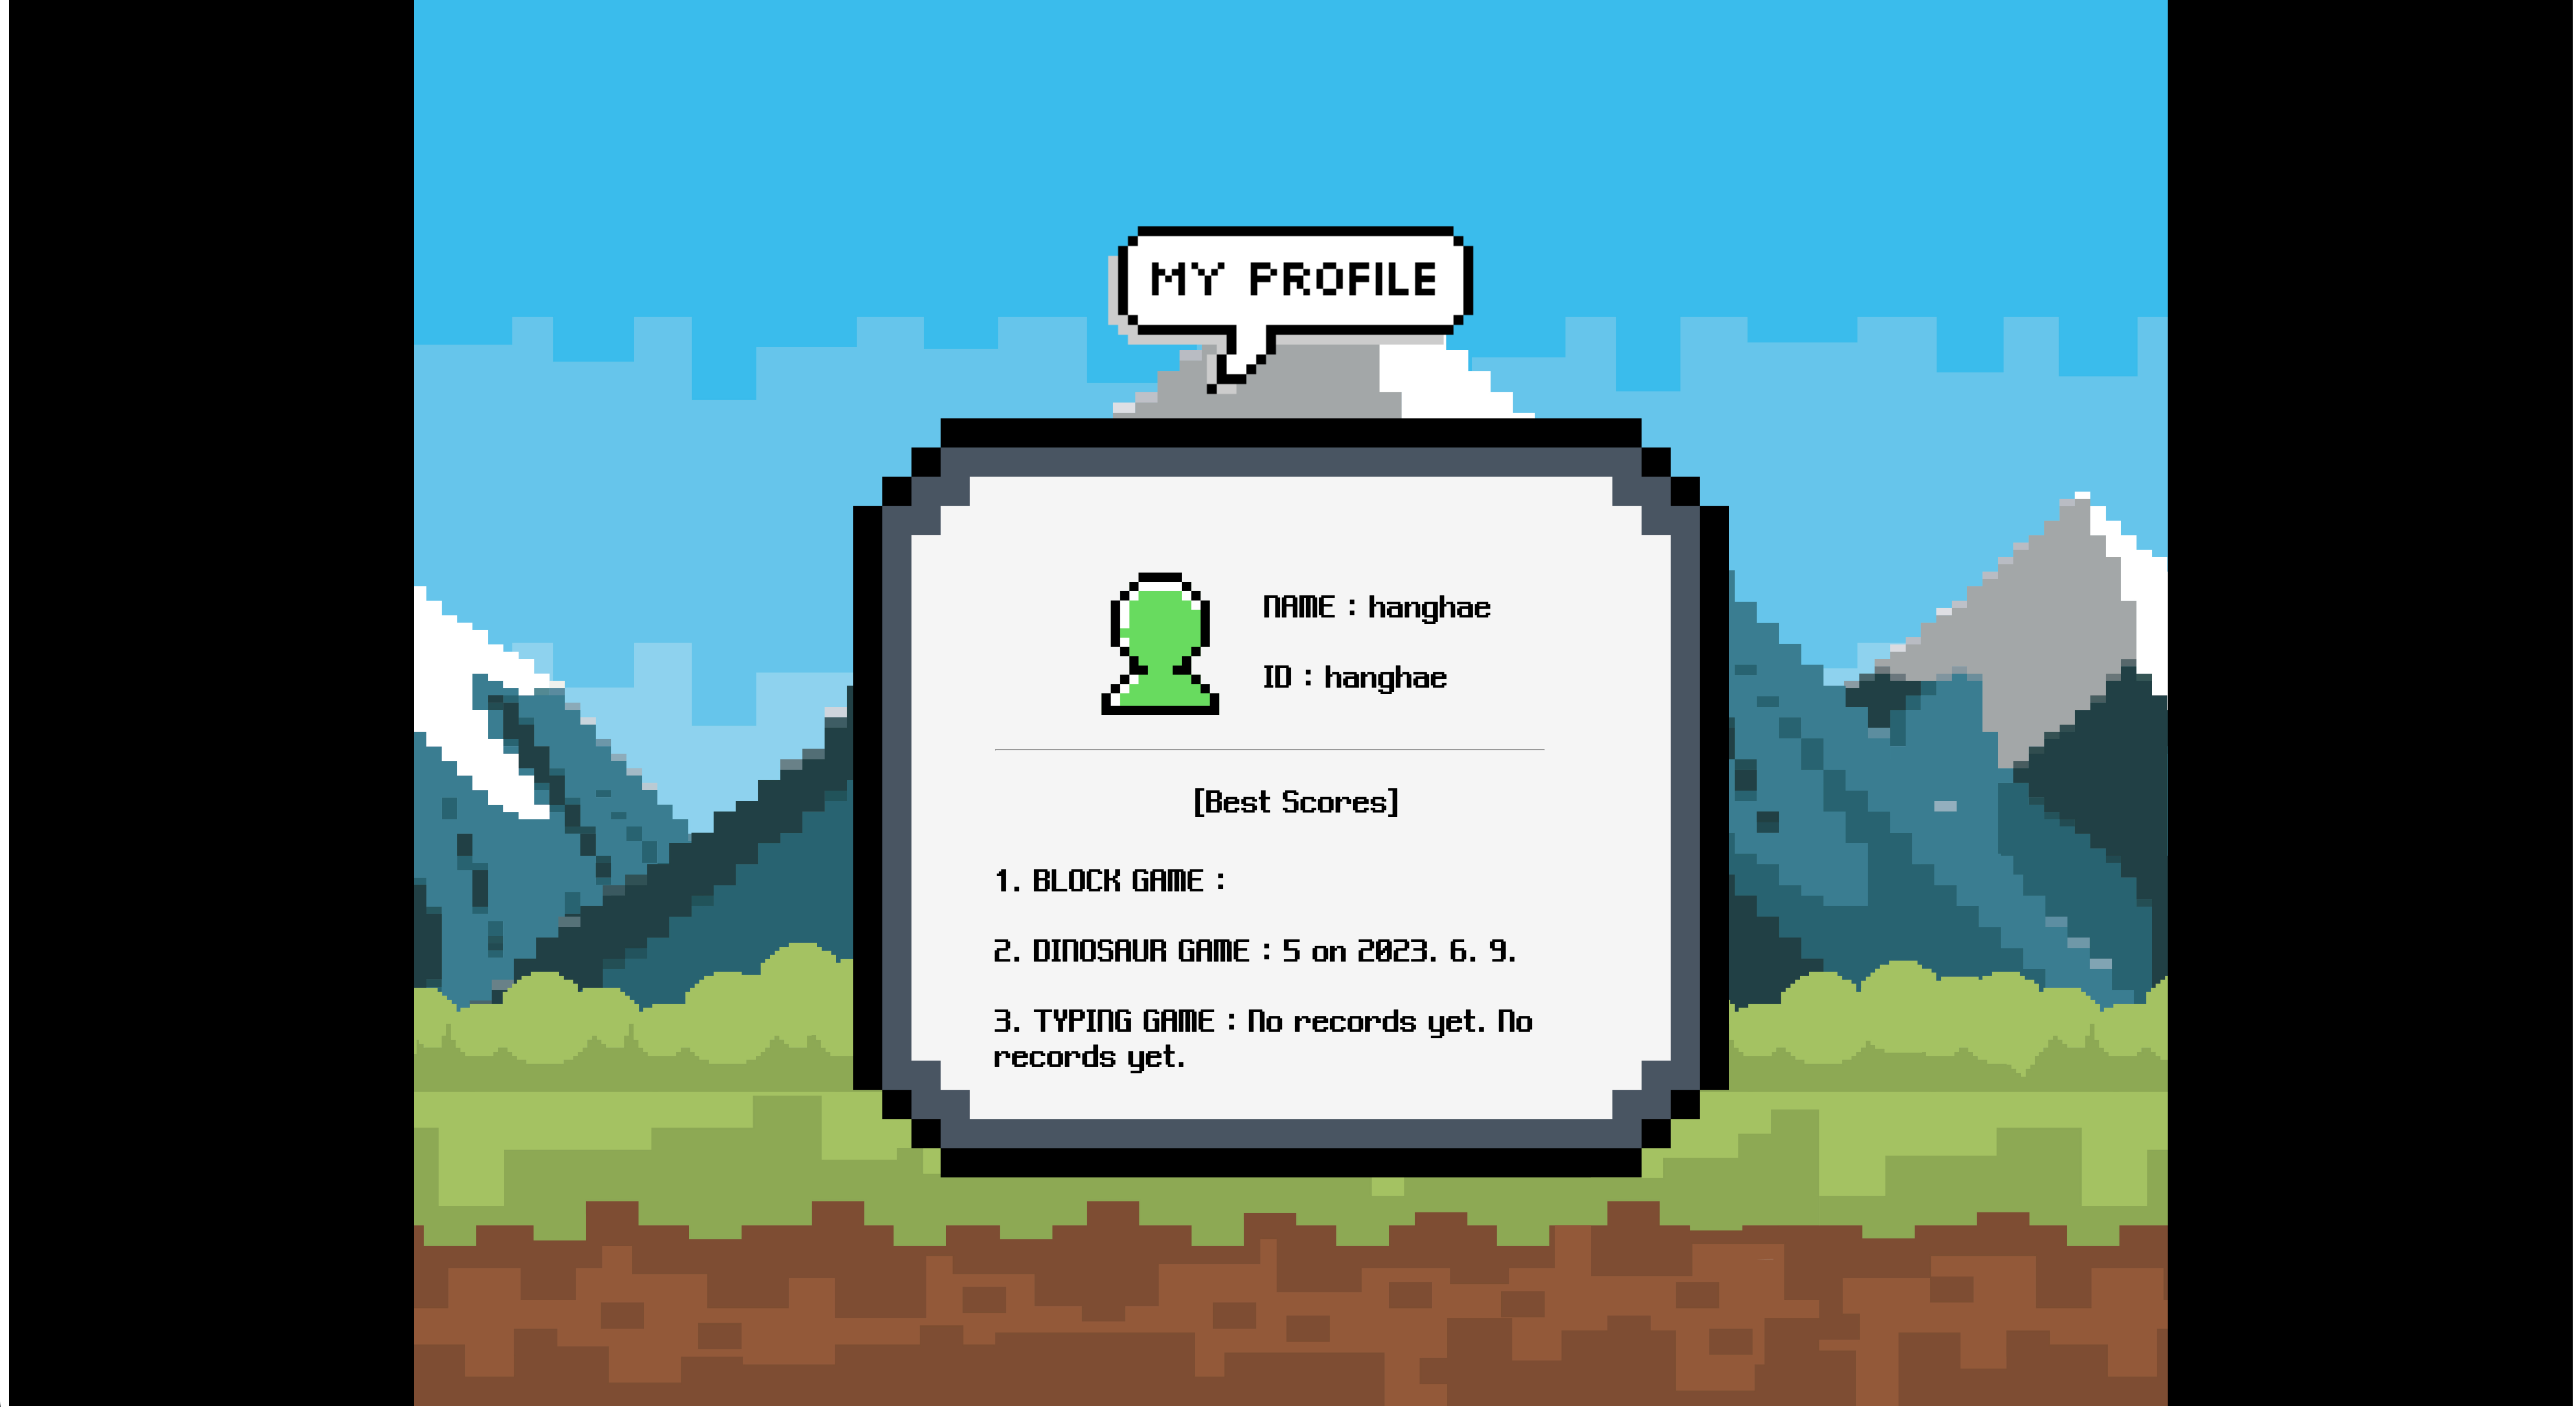 MY PROFILE
NAME : hanghae
ID : hanghae
[Best Scores]
1. BLOCK GAME :
2. DINOSAUR GAME : 5 on 2023. 6. 9.
3. TYPING GAME : No records yet. No
records yet.